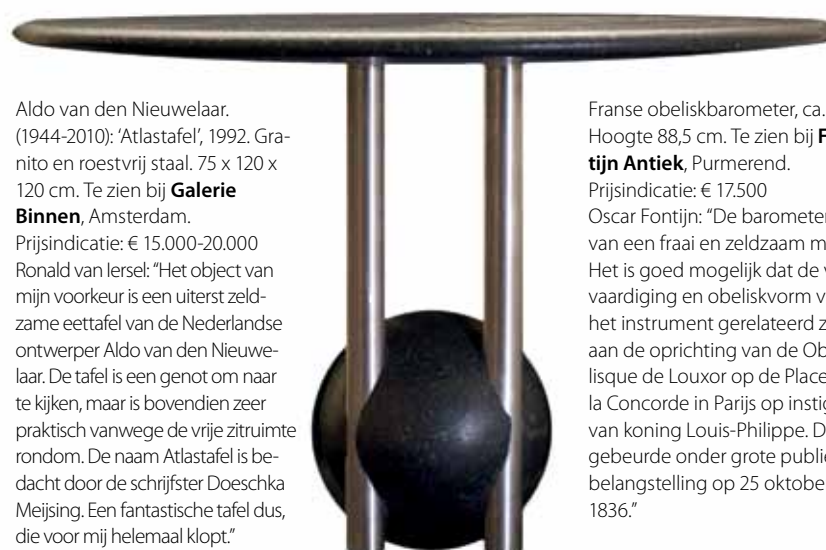 Aldo van den Nieuwelaar.
(1944-2010): ‘Atlastafel’, 1992. Gra-
nito en roestvrij staal. 75 x 120 x
120 cm. Te zien bij Galerie
Binnen, Amsterdam.
Prijsindicatie: € 15.000-20.000
Ronald van Iersel: “Het object van
mijn voorkeur is een uiterst zeld-
zame eettafel van de Nederlandse
ontwerper Aldo van den Nieuwe-
laar. De tafel is een genot om naar
te kijken, maar is bovendien zeer
praktisch vanwege de vrije zitruimte
rondom. De naam Atlastafel is be-
dacht door de schrijfster Doeschka
Meijsing. Een fantastische tafel dus,
die voor mij helemaal klopt.”
Franse obeliskbarometer, ca.
Hoogte 88,5 cm. Te zien bij
tijn Antiek, Purmerend.
Prijsindicatie: € 17.500
Oscar Fontijn: “De barometer
van een fraai en zeldzaam
Het is goed mogelijk dat de
vaardiging en obeliskvorm
het instrument gerelateerd
aan de oprichting van de
lisque de Louxor op de Place
la Concorde in Parijs op
van koning Louis-Philippe.
gebeurde onder grote
belangstelling op 25
1836.”